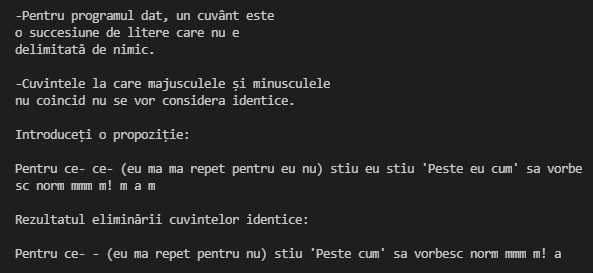 -Pentru programul dat, un cuvânt este
o succesiune de litere care nu e
delimitată de nimic.
-Cuvintele la care majusculele și minusculele
nu coincid nu se vor considera identice.
Introduceți o propoziție:
Pentru ce- ce- (eu ma ma repet pentru eu nu) stiu eu stiu 'Peste eu cum' sa vorbe
sc norm mmm m! m a m
Rezultatul eliminării cuvintelor identice:
Pentru ce- - (eu ma repet pentru nu) stiu 'Peste cum' sa vorbesc norm mmm m! a